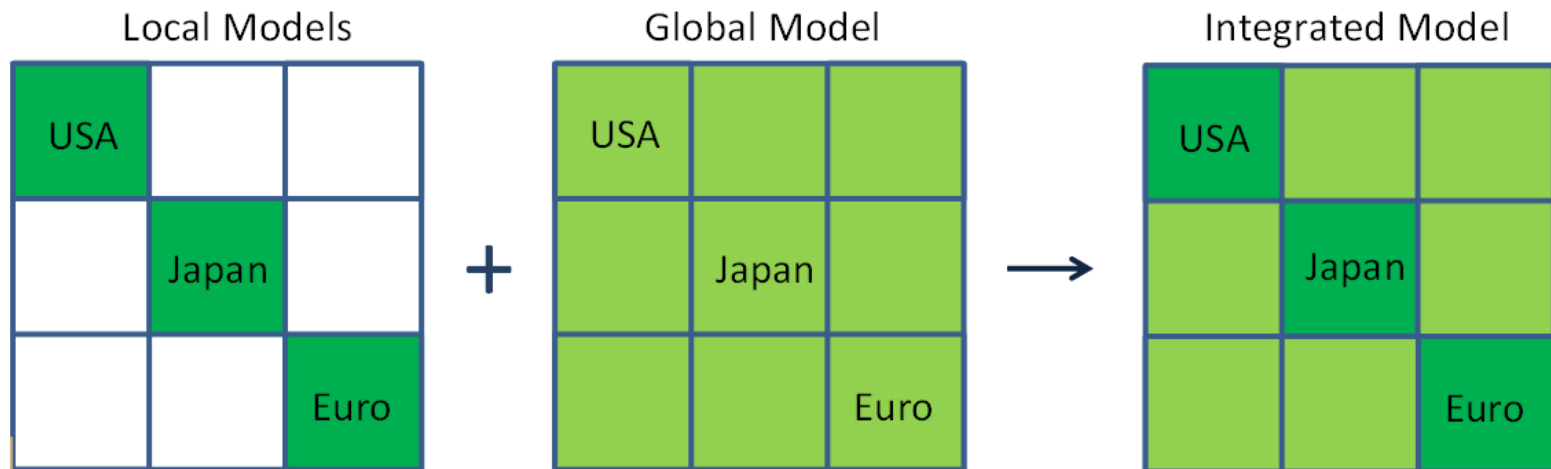 Local Models
Global Model
Integrated Model
USA
Japan
Euro
+
USA
Japan
Euro
USA
Japan
Euro